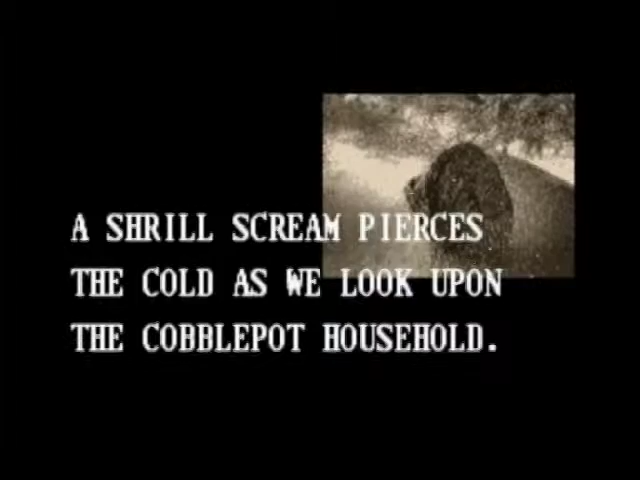 A SHRILL SCREAM PIERCES
THE COLD AS WE LOOK UPON
THE COBBLEPOT HOUSEHOLD.